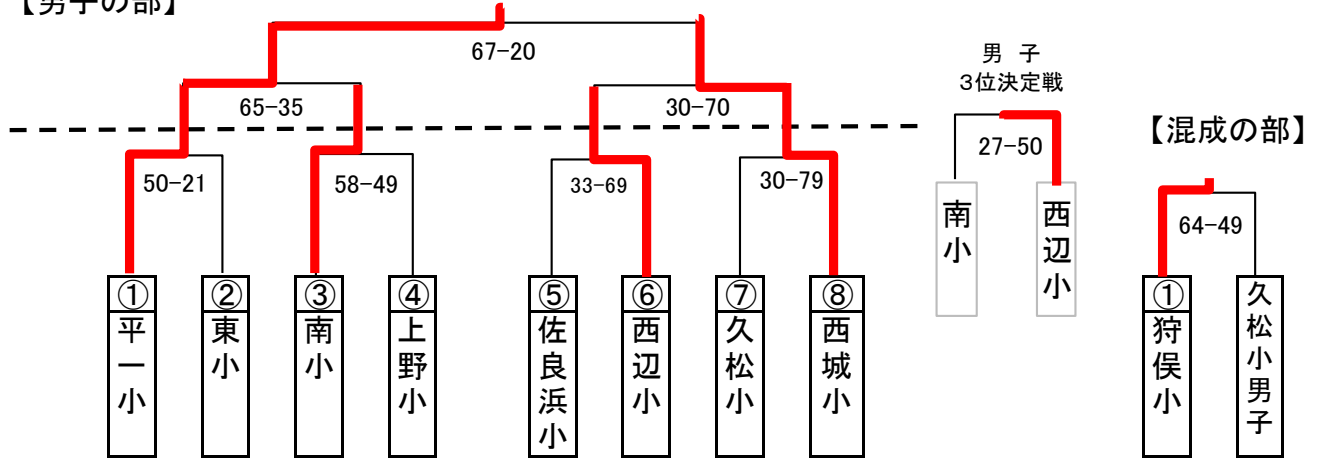 【男子の部】
67-20
65-35
30-70
50-21
58-49
33-69
30-79
①
平一小
②
東小
③
南小
④
上野小
⑤
佐良浜小
⑥
西辺小
⑦
久松小
⑧
西城小
男 子
3位決定戦
27-50
南小
西辺小
【混成の部】
64-49
①
狩俣小
久松小男子